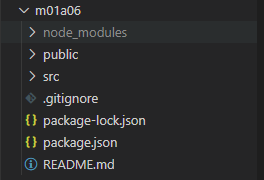 m01a06
node_modules
public
src
.gitignore
package-lock.json
package.json
README.md